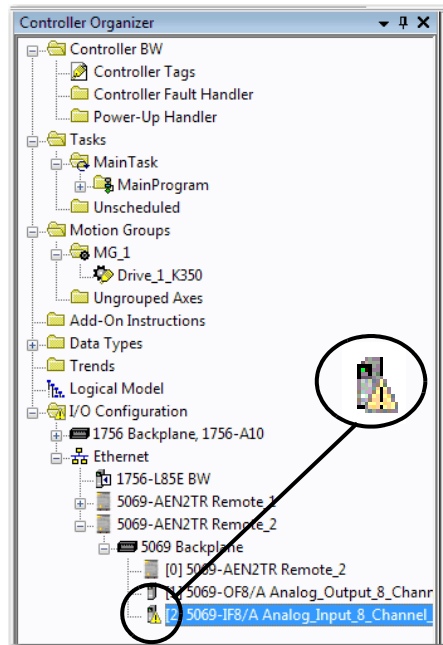 Controller Organizer
Controller BW
Controller Tags
Controller Fault Handler
Power-Up Handler
Tasks
MainTask
MainProgram
Unscheduled
Motion Groups
MG_1
Drive_1_K350
Ungrouped Axes
Add-On Instructions
Data Types
Trends
Logical Model
I/O Configuration
1756 Backplane, 1756-A10
Ethernet
1756-L85E BW
5069-AEN2TR Remote_1
5069-AEN2TR Remote_2
5069 Backplane
[0] 5069-AEN2TR Remote_2
[1] 5069-OF8/A Analog_Output_8_Chann
[2] 5069-IF8/A Analog_Input_8_Channel_